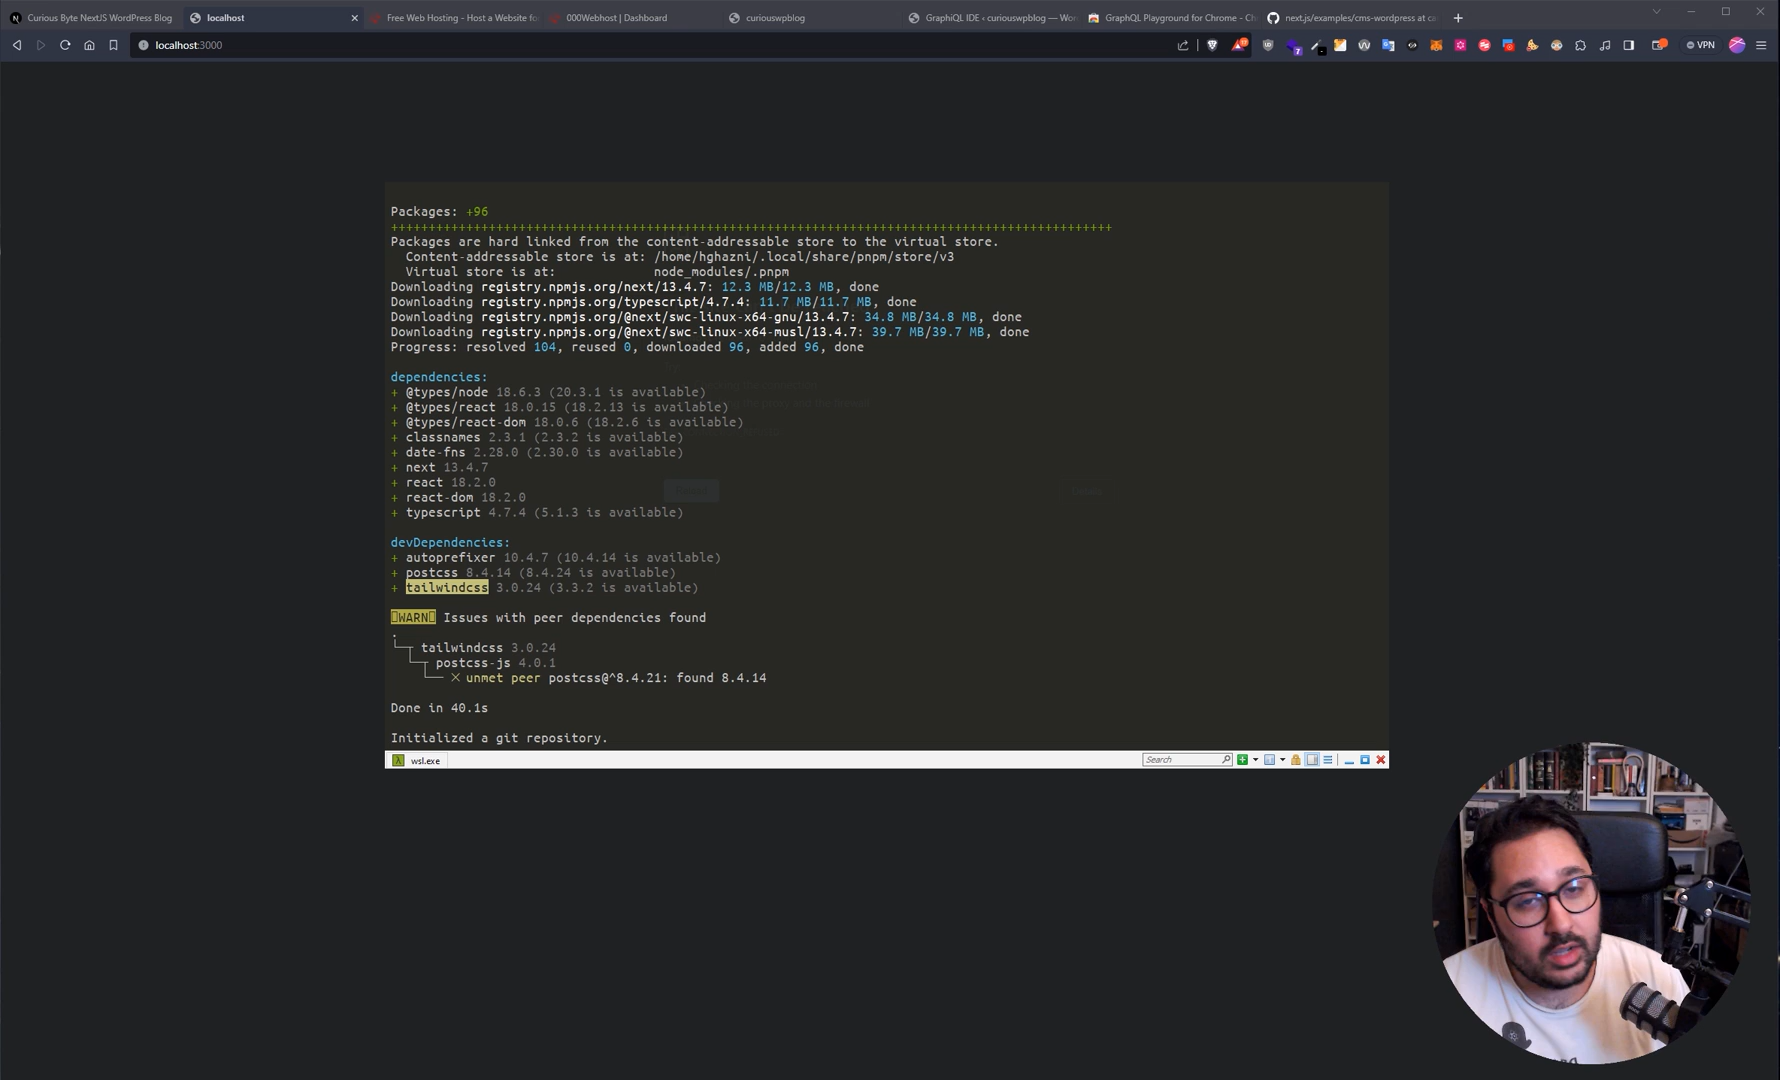 Curious Byte NextJS WordPress Blog
localhost
Free Web Hosting - Host a Website fo
000Webhost | Dashboard
curiouswpblog
GraphiQL IDE ‹ curiouswpblog — Wor
GraphQL Playground for Chrome - Ch
next.js/examples/cms-wordpress at ca
localhost:3000
VPN
Packages: +96
++++++++++++++++++++++++++++++++++++++++++++++++++++++++++++++++++++++++++++++++++++++++++++++++
Packages are hard linked from the content-addressable store to the virtual store.
Content-addressable store is at: /home/hghazni/.local/share/pnpm/store/v3
Virtual store is at: node_modules/.pnpm
Downloading registry.npmjs.org/next/13.4.7: 12.3 MB/12.3 MB, done
Downloading registry.npmjs.org/typescript/4.7.4: 11.7 MB/11.7 MB, done
Downloading registry.npmjs.org/@next/swc-linux-x64-gnu/13.4.7: 34.8 MB/34.8 MB, done
Downloading registry.npmjs.org/@next/swc-linux-x64-musl/13.4.7: 39.7 MB/39.7 MB, done
Progress: resolved 104, reused 0, downloaded 96, added 96, done
dependencies:
+ @types/node 18.6.3 (20.3.1 is available)
+ @types/react 18.0.15 (18.2.13 is available)
+ @types/react-dom 18.0.6 (18.2.6 is available)
+ classnames 2.3.1 (2.3.2 is available)
+ date-fns 2.28.0 (2.30.0 is available)
+ next 13.4.7
+ react 18.2.0
+ react-dom 18.2.0
+ typescript 4.7.4 (5.1.3 is available)
devDependencies:
+ autoprefixer 10.4.7 (10.4.14 is available)
+ postcss 8.4.14 (8.4.24 is available)
+ tailwindcss 3.0.24 (3.3.2 is available)
WARN Issues with peer dependencies found
.
└─┬ tailwindcss 3.0.24
└─┬ postcss-js 4.0.1
└── ✕ unmet peer postcss@^8.4.21: found 8.4.14
Done in 40.1s
Initialized a git repository.
wsl.exe
Search